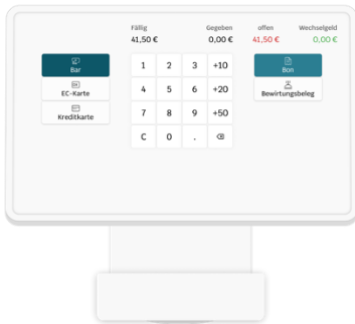 Fällig Gegeben offen Wechselgeld
41,50 € 0,00 € 41,50 € 0,00 €
Bar 1 2 3 +10 Bon
EC-Karte 4 5 6 +20 Bewirtungsbeleg
Kreditkarte 7 8 9 +50
C 0 .